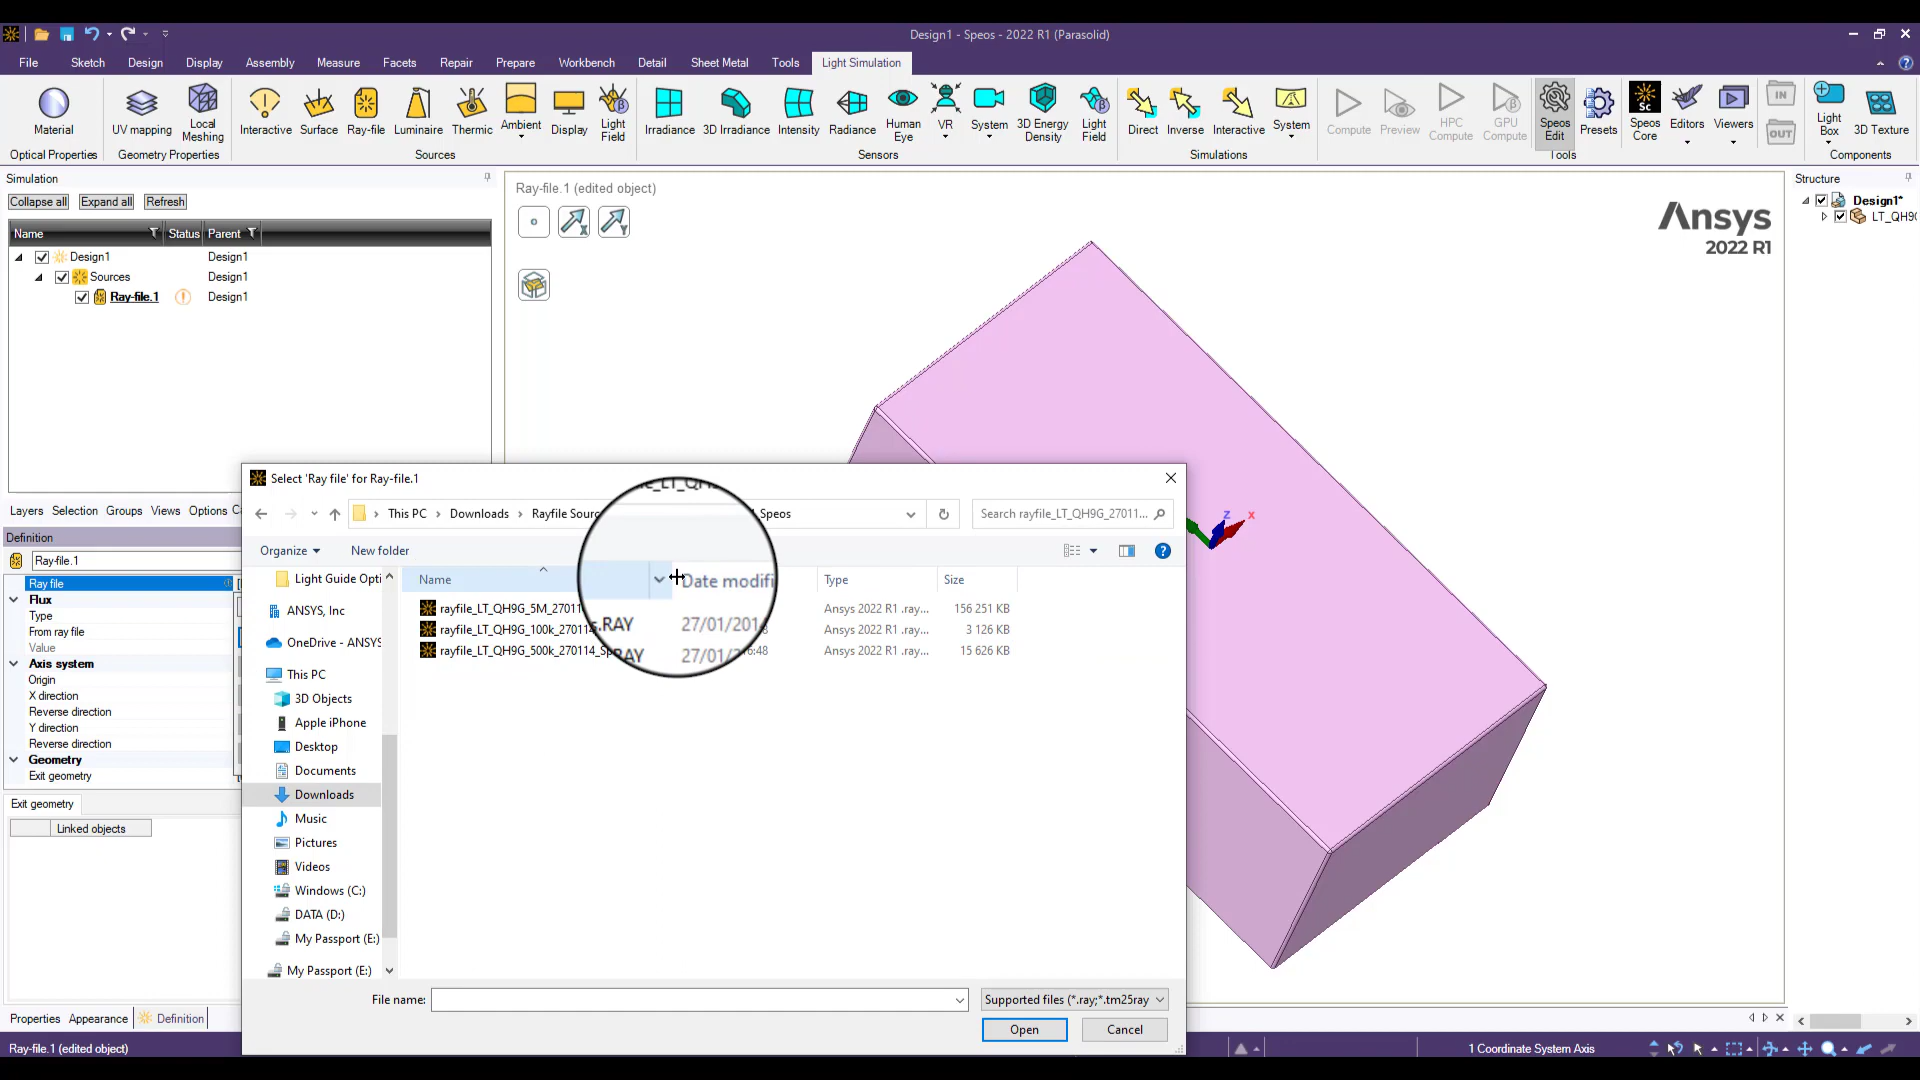 Design1 - Speos - 2022 R1 (Parasolid)
File Sketch Design Display Assembly Measure Facets Repair Prepare Workbench Detail Sheet Metal Tools Light Simulation
Material UV mapping Local Meshing Interactive Surface Ray-file Luminaire Thermic Ambient Display Light Field Irradiance 3D Irradiance Intensity Radiance Human Eye VR System 3D Energy Density Light Field Direct Inverse Interactive System Compute Preview HPC Compute GPU Compute Speos Edit Presets Speos Core Editors Viewers IN OUT Light Box 3D Texture
Optical Properties Geometry Properties Sources Sensors Simulations Tools Components
Simulation
Collapse all Expand all Refresh
Name Status Parent
Design1 Design1
Sources Design1
Ray-file.1 Design1
Ray-file.1 (edited object)
Ansys
2022 R1
Structure
Design1*
LT_QH9
Layers Selection Groups Views Options
Definition
Ray-file.1
Ray file
Flux
Type
From ray file
Value
Axis system
Origin
X direction
Reverse direction
Y direction
Reverse direction
Geometry
Exit geometry
Exit geometry
Linked objects
Properties Appearance Definition
Select 'Ray file' for Ray-file.1
This PC Downloads Rayfile Sour Speos
Search rayfile_LT_QH9G_27011...
Organize New folder
Light Guide Opti
ANSYS, Inc
OneDrive - ANSYS
This PC
3D Objects
Apple iPhone
Desktop
Documents
Downloads
Music
Pictures
Videos
Windows (C:)
DATA (D:)
My Passport (E:)
My Passport (E:)
Name Date modifi Type Size
rayfile_LT_QH9G_5M_27011 Ansys 2022 R1 .ray... 156 251 KB
rayfile_LT_QH9G_100k_27011 .RAY 27/01/201 Ansys 2022 R1 .ray... 3 126 KB
rayfile_LT_QH9G_500k_270114_Sp RAY 27/01/ 6:48 Ansys 2022 R1 .ray... 15 626 KB
File name: Supported files (*.ray;*.tm25ray
Open Cancel
Z X
Ray-file.1 (edited object)
1 Coordinate System Axis